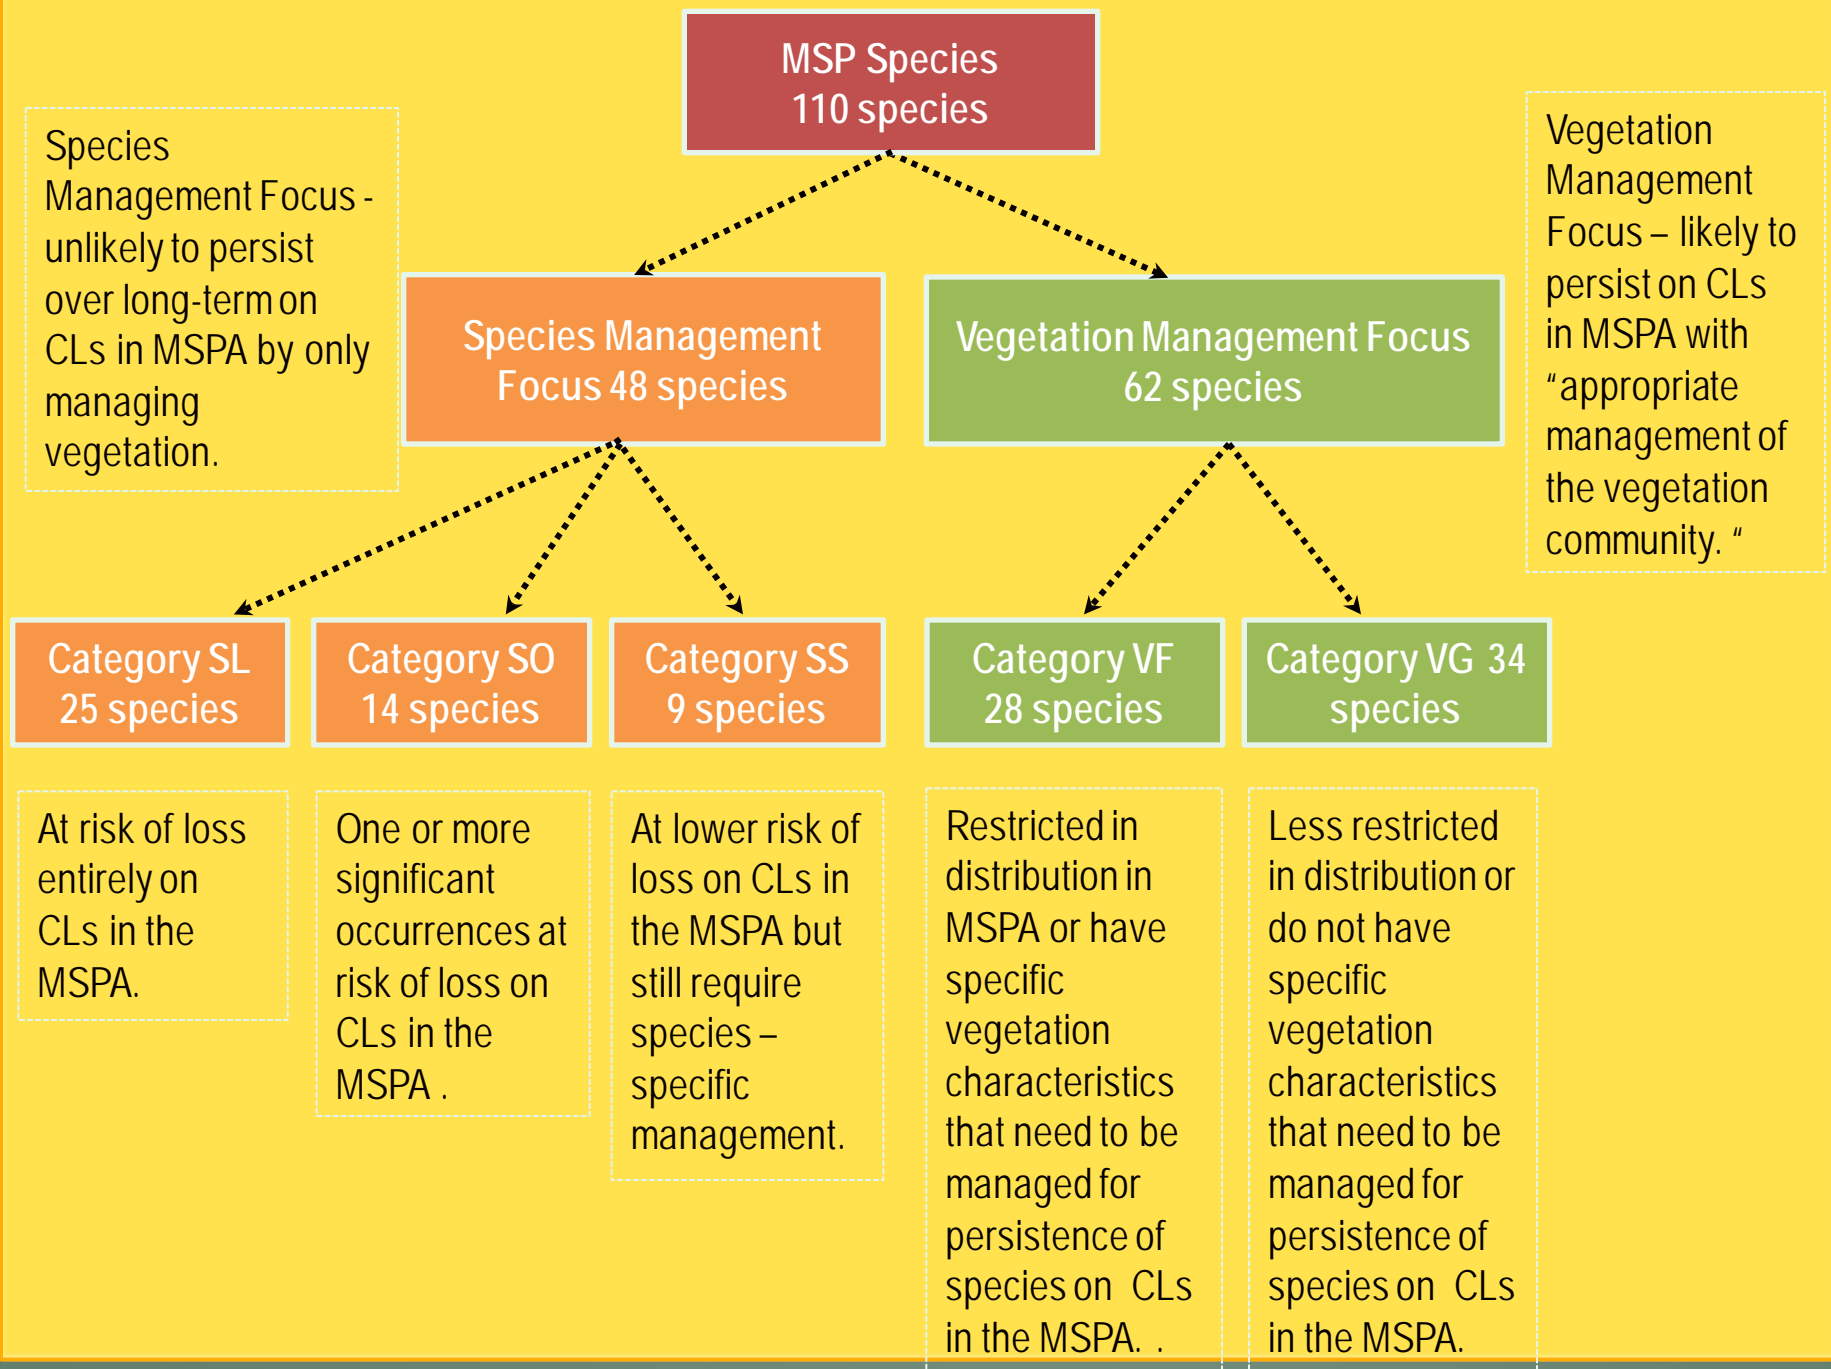 MSP Species
110 species
Species
Management Focus -
unlikely to persist
over long-term on
CLs in MSPA by only
managing
vegetation.
Vegetation
Management
Focus – likely to
persist on CLs
in MSPA with
"appropriate
management of
the vegetation
community. "
Species Management
Focus 48 species
Vegetation Management Focus
62 species
Category SL
25 species
Category SO
14 species
Category SS
9 species
Category VF
28 species
Category VG 34
species
At risk of loss
entirely on
CLs in the
MSPA.
One or more
significant
occurrences at
risk of loss on
CLs in the
MSPA .
At lower risk of
loss on CLs in
the MSPA but
still require
species –
specific
management.
Restricted in
distribution in
MSPA or have
specific
vegetation
characteristics
that need to be
managed for
persistence of
species on CLs
in the MSPA. .
Less restricted
in distribution or
do not have
specific
vegetation
characteristics
that need to be
managed for
persistence of
species on CLs
in the MSPA.